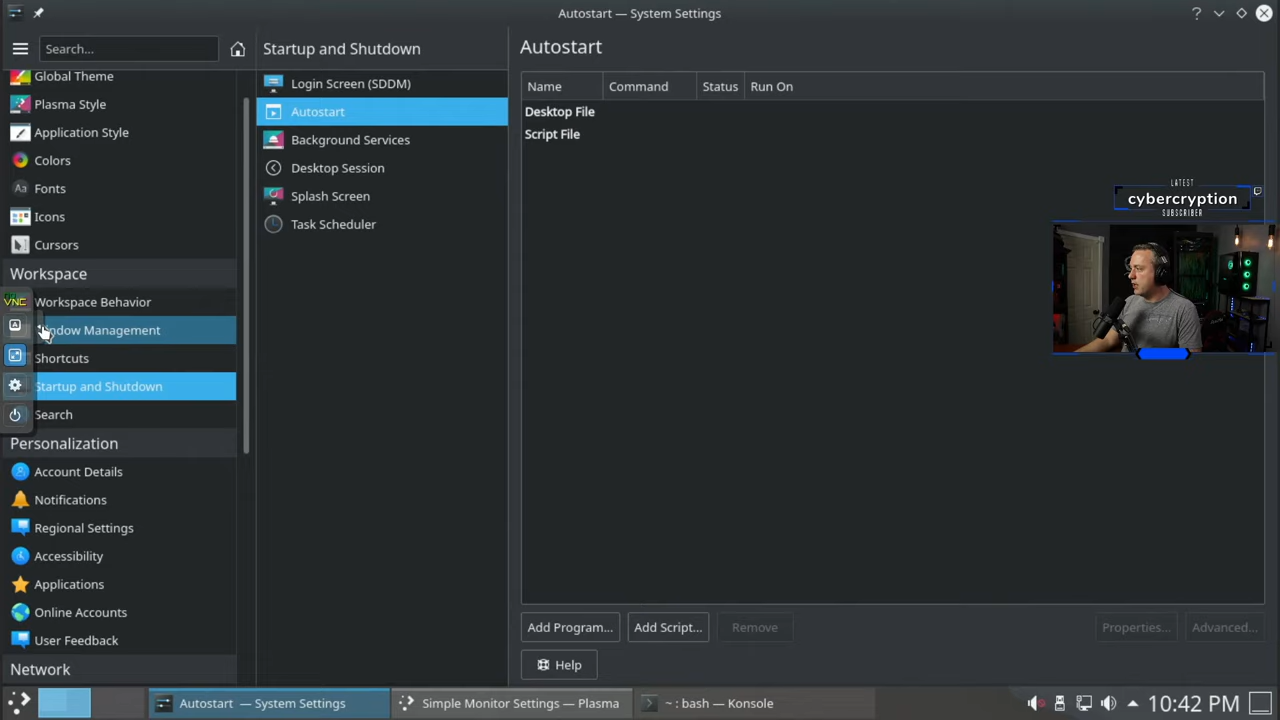 Autostart — System Settings
?
Search...
Startup and Shutdown
Autostart
Global Theme
Plasma Style
Application Style
Colors
Aa Fonts
Icons
Cursors
Workspace
Workspace Behavior
ndow Management
Shortcuts
Startup and Shutdown
Search
Personalization
Account Details
Notifications
Regional Settings
Accessibility
Applications
Online Accounts
User Feedback
Network
VNC
A
Login Screen (SDDM)
Autostart
Background Services
Desktop Session
Splash Screen
Task Scheduler
Name Command Status Run On
Desktop File
Script File
Add Program... Add Script... Remove Properties... Advanced...
Help
LATEST
cybercryption
SUBSCRIBER
Autostart — System Settings
Simple Monitor Settings — Plasma
~ : bash — Konsole
10:42 PM